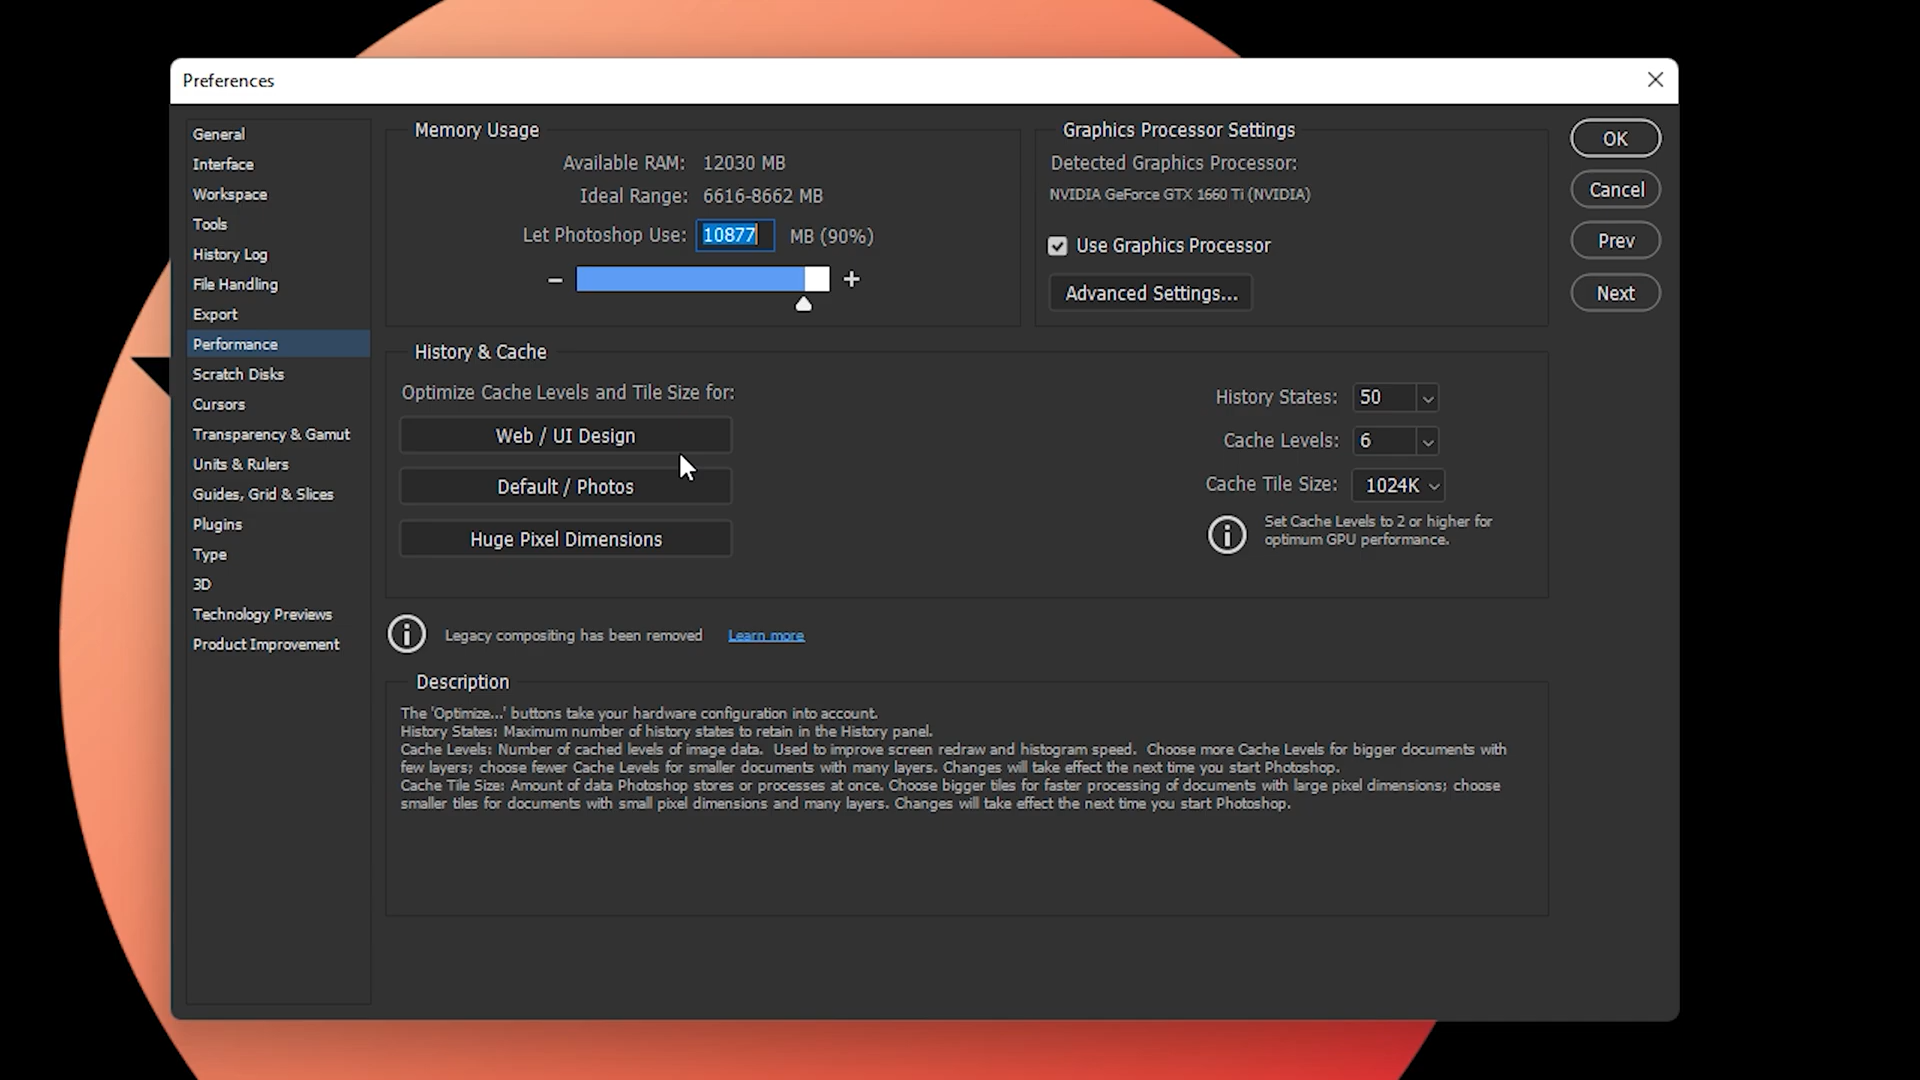 Preferences
General
Interface
Workspace
Tools
History Log
File Handling
Export
Performance
Scratch Disks
Cursors
Transparency & Gamut
Units & Rulers
Guides, Grid & Slices
Plugins
Type
3D
Technology Previews
Product Improvement
Memory Usage
Available RAM: 12030 MB
Ideal Range: 6616-8662 MB
Let Photoshop Use: 10877 MB (90%)
− +
Graphics Processor Settings
Detected Graphics Processor:
NVIDIA GeForce GTX 1660 Ti (NVIDIA)
Use Graphics Processor
Advanced Settings...
OK
Cancel
Prev
Next
History & Cache
Optimize Cache Levels and Tile Size for:
Web / UI Design
Default / Photos
Huge Pixel Dimensions
History States: 50
Cache Levels: 6
Cache Tile Size: 1024K
Set Cache Levels to 2 or higher for
optimum GPU performance.
Legacy compositing has been removed Learn more
Description
The 'Optimize...' buttons take your hardware configuration into account.
History States: Maximum number of history states to retain in the History panel.
Cache Levels: Number of cached levels of image data. Used to improve screen redraw and histogram speed. Choose more Cache Levels for bigger documents with
few layers; choose fewer Cache Levels for smaller documents with many layers. Changes will take effect the next time you start Photoshop.
Cache Tile Size: Amount of data Photoshop stores or processes at once. Choose bigger tiles for faster processing of documents with large pixel dimensions; choose
smaller tiles for documents with small pixel dimensions and many layers. Changes will take effect the next time you start Photoshop.